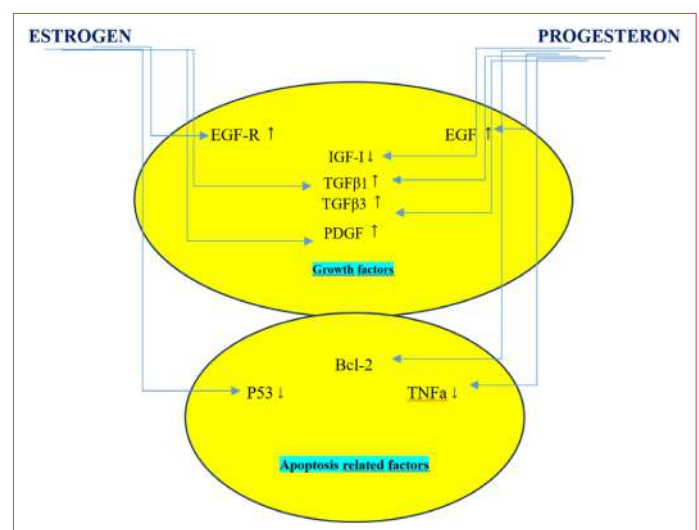 ESTROGEN PROGESTERON
EGF-R ↑ EGF ↑
IGF-I ↓
TGFβ1 ↑
TGFβ3 ↑
PDGF ↑
Growth factors
Bcl-2
P53 ↓ TNFa ↓
Apoptosis related factors